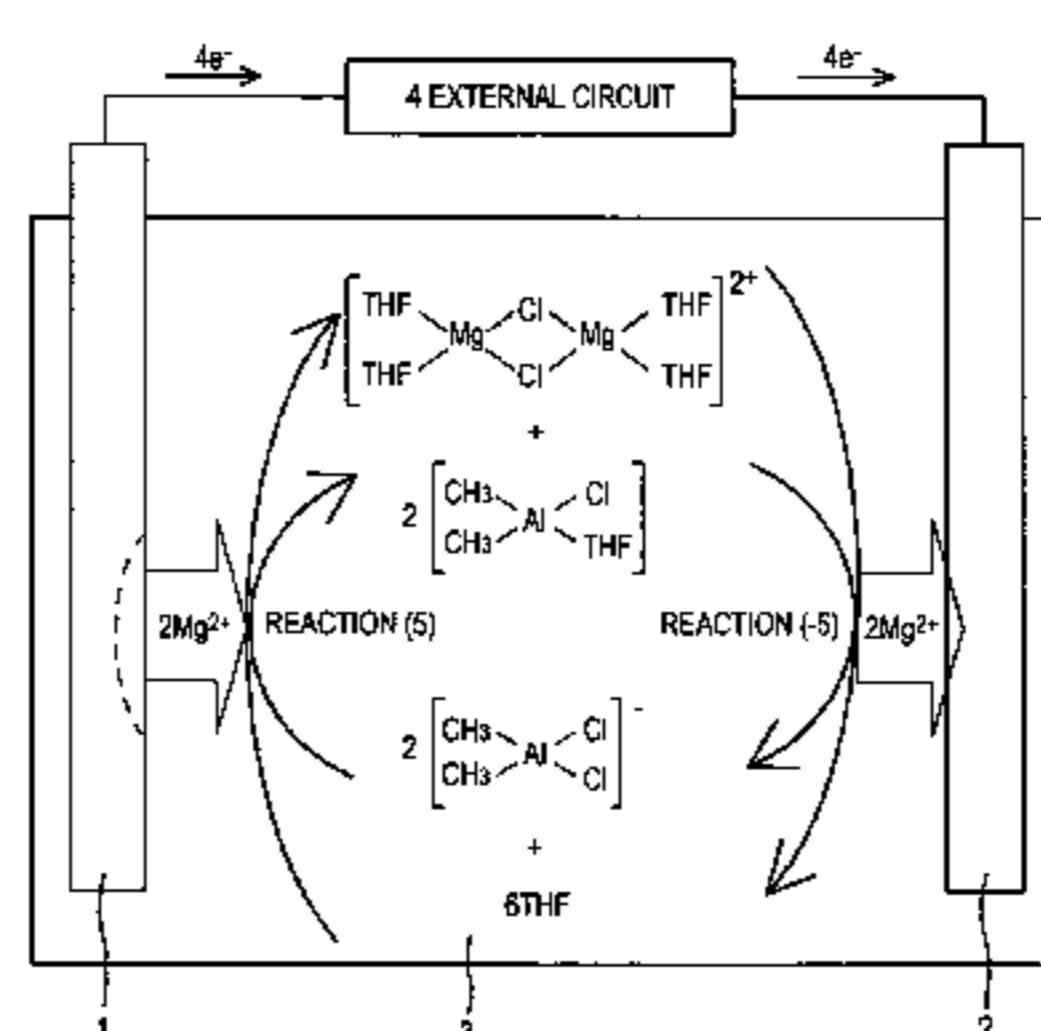 4e⁻ 4e⁻
4 EXTERNAL CIRCUIT
2+
THF Cl THF
Mg Mg
THF Cl THF
+
CH3 Cl
2 Al
CH3 THF
2Mg²⁺ REACTION (5) REACTION (-5) 2Mg²⁺
-
CH3 Cl
2 Al
CH3 Cl
+
6THF
1 3 2